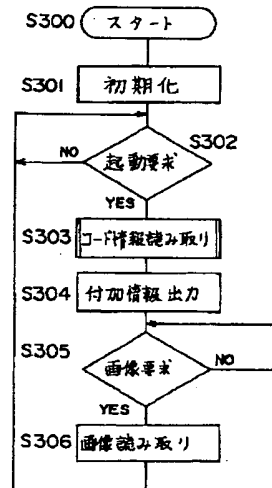 S300 スタート
S301 初期化
S302
NO 起動要求
YES
S303 コード情報読み取り
S304 付加情報出力
S305
画像要求 NO
YES
S306 画像読み取り